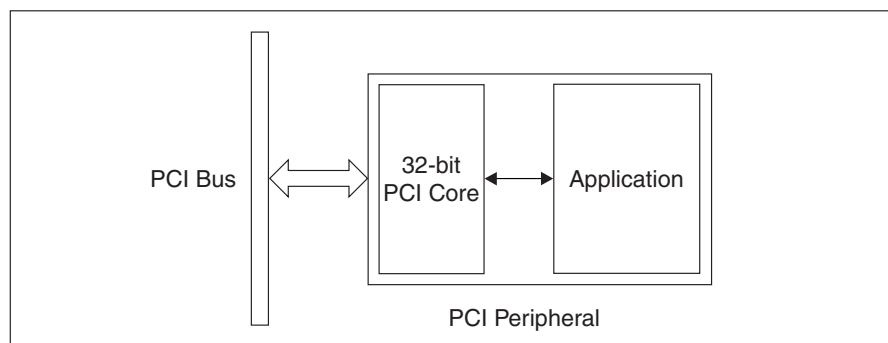 PCI Bus
32-bit
PCI Core
Application
PCI Peripheral